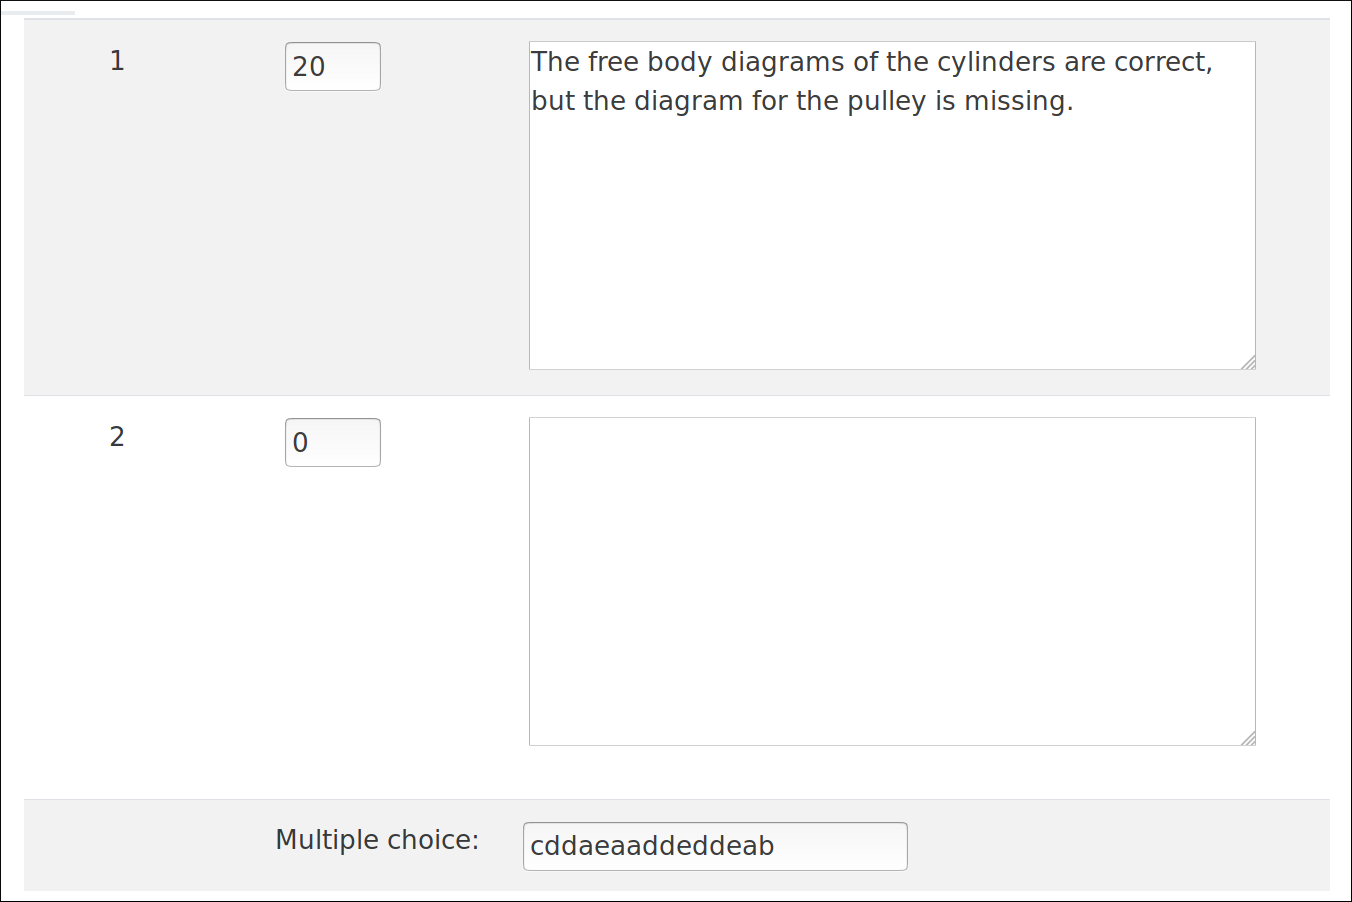 1
20
The free body diagrams of the cylinders are correct,
but the diagram for the pulley is missing.
2
0
Multiple choice:
cddaeaaddeddeab